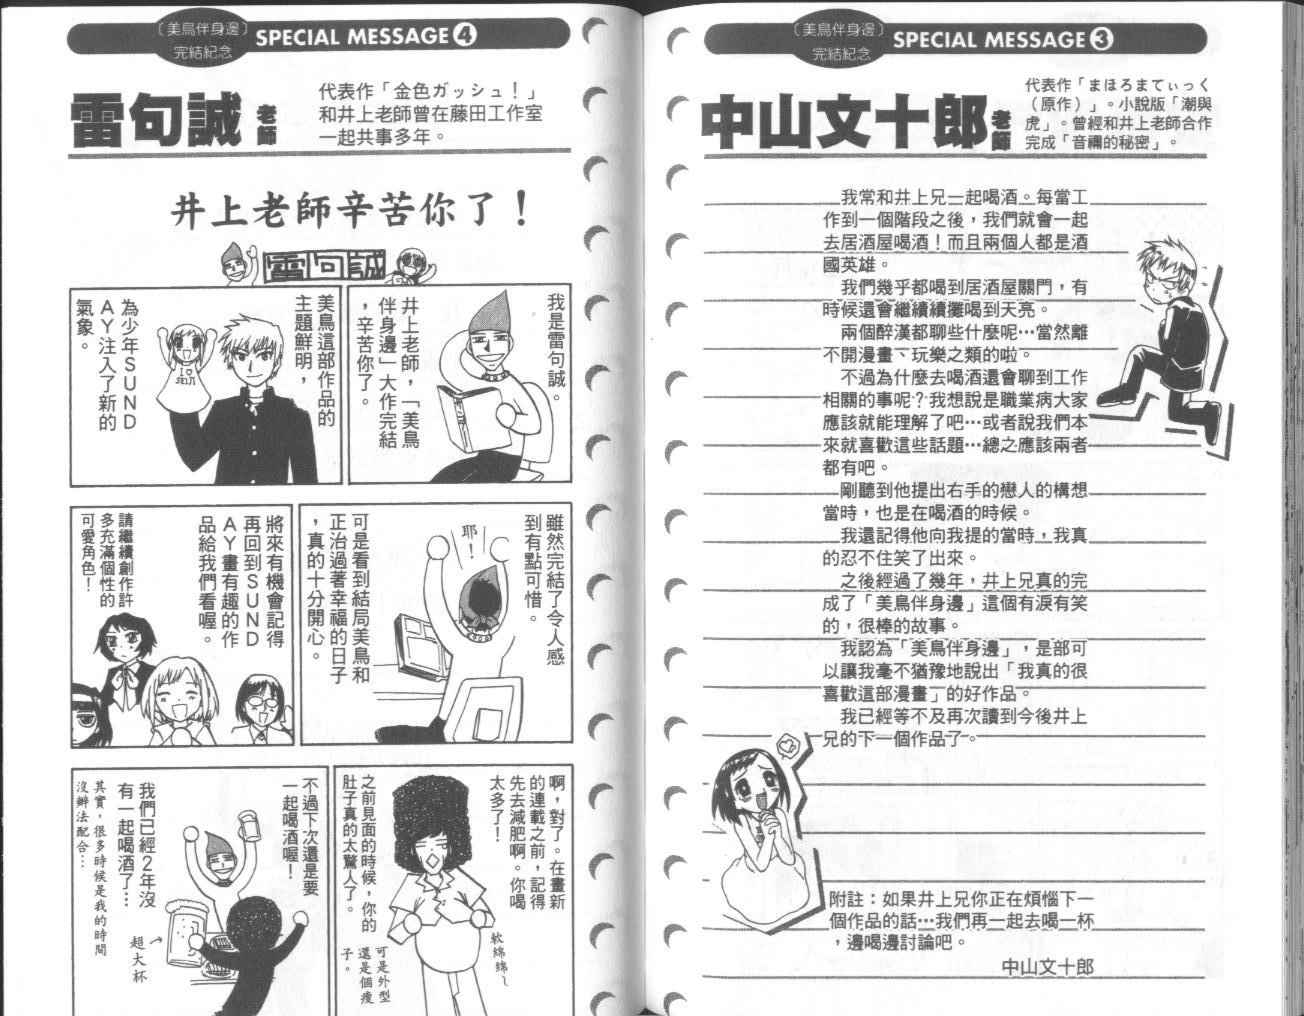 〔美鳥伴身邊〕
完結紀念
SPECIAL MESSAGE 3
中山文十郎 老師
代表作「まほろまてぃっく
（原作）」。小說版「潮與
虎」。曾經和井上老師合作
完成「音禰的秘密」。
我常和井上兄一起喝酒。每當工
作到一個階段之後，我們就會一起
去居酒屋喝酒！而且兩個人都是酒
國英雄。
我們幾乎都喝到居酒屋關門，有
時候還會繼續續攤喝到天亮。
兩個醉漢都聊些什麼呢…當然離
不開漫畫、玩樂之類的啦。
不過為什麼去喝酒還會聊到工作
相關的事呢？我想說是職業病大家
應該就能理解了吧…或者說我們本
來就喜歡這些話題…總之應該兩者
都有吧。
剛聽到他提出右手的戀人的構想
當時，也是在喝酒的時候。
我還記得他向我提的當時，我真
的忍不住笑了出來。
之後經過了幾年，井上兄真的完
成了「美鳥伴身邊」這個有淚有笑
的，很棒的故事。
我認為「美鳥伴身邊」，是部可
以讓我毫不猶豫地說出「我真的很
喜歡這部漫畫」的好作品。
我已經等不及再次讀到今後井上
兄的下一個作品了。
附註：如果井上兄你正在煩惱下一
個作品的話…我們再一起去喝一杯
，邊喝邊討論吧。
中山文十郎
〔美鳥伴身邊〕
完結紀念
SPECIAL MESSAGE 4
雷句誠 老師
代表作「金色ガッシュ！」
和井上老師曾在藤田工作室
一起共事多年。
井上老師辛苦你了！
雷句誠
我是雷句誠。
井上老師，「美鳥
伴身邊」大作完結
，辛苦你了。
美鳥這部作品的
主題鮮明，
為少年SUND
AY注入了新的
氣象。
雖然完結了令人感
到有點可惜。
耶！
可是看到結局美鳥和
正治過著幸福的日子
，真的十分開心。
將來有機會記得
再回到SUND
AY畫有趣的作
品給我們看喔。
請繼續創作許
多充滿個性的
可愛角色！
啊，對了。在畫新
的連載之前，記得
先去減肥啊。你喝
太多了！
之前見面的時候，你的
肚子真的太驚人了。
軟綿綿～
可是外型
還是個瘦
子。
不過下次還是要
一起喝酒喔！
我們已經2年沒
有一起喝酒了…
其實，很多時候是我的時間
沒辦法配合…
超大杯